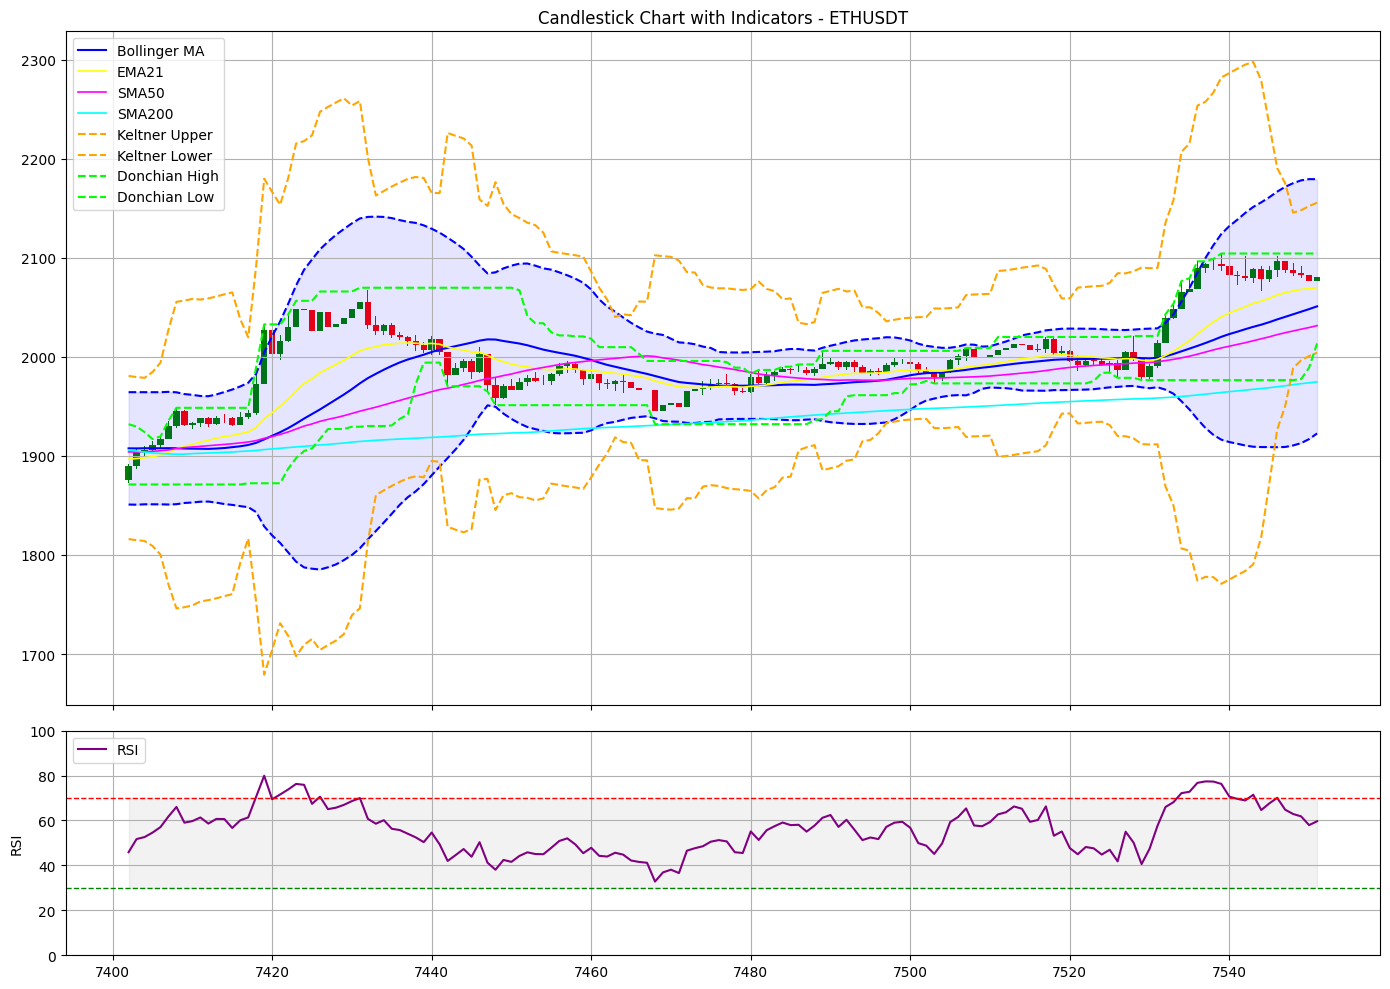 Candlestick Chart with Indicators - ETHUSDT
Bollinger MA
EMA21
SMA50
SMA200
Keltner Upper
Keltner Lower
Donchian High
Donchian Low
2300
2200
2100
2000
1900
1800
1700
RSI
100
80
60
40
20
0
RSI
7400
7420
7440
7460
7480
7500
7520
7540